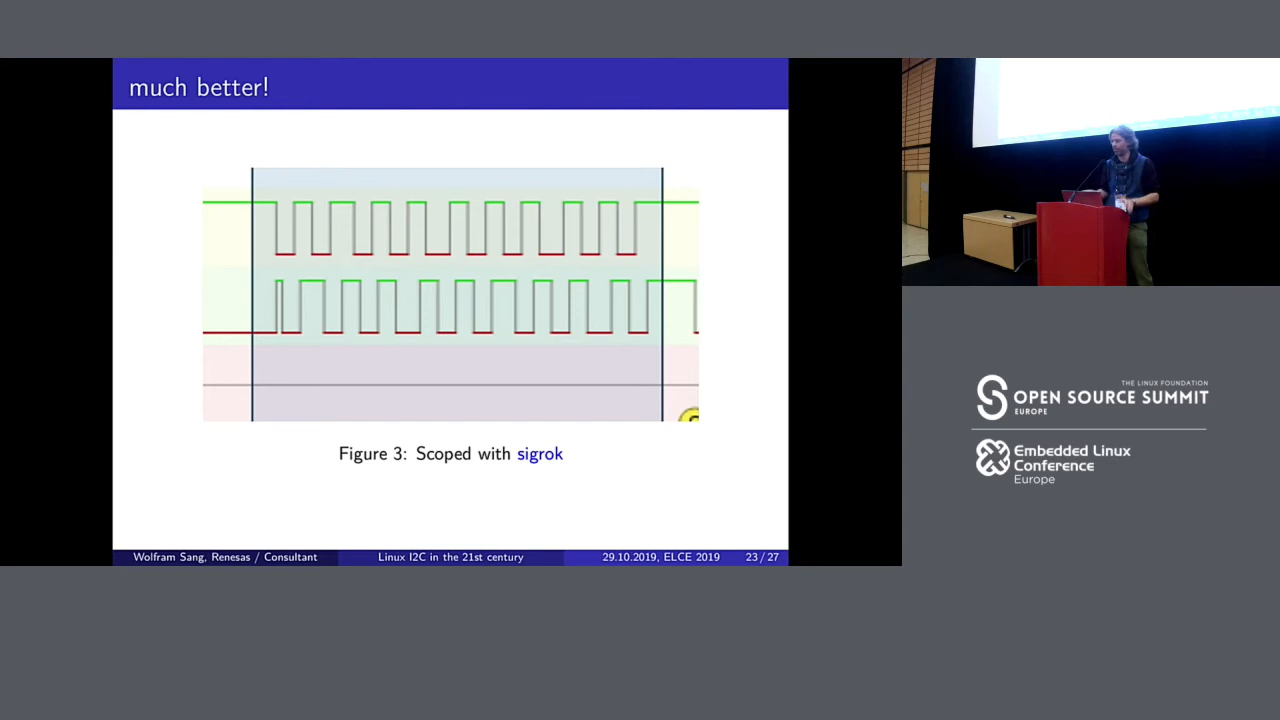 much better!
Figure 3: Scoped with sigrok
Wolfram Sang, Renesas / Consultant
Linux I2C in the 21st century
29.10.2019, ELCE 2019
23 / 27
THE LINUX FOUNDATION
OPEN SOURCE SUMMIT
EUROPE
Embedded Linux
Conference
Europe